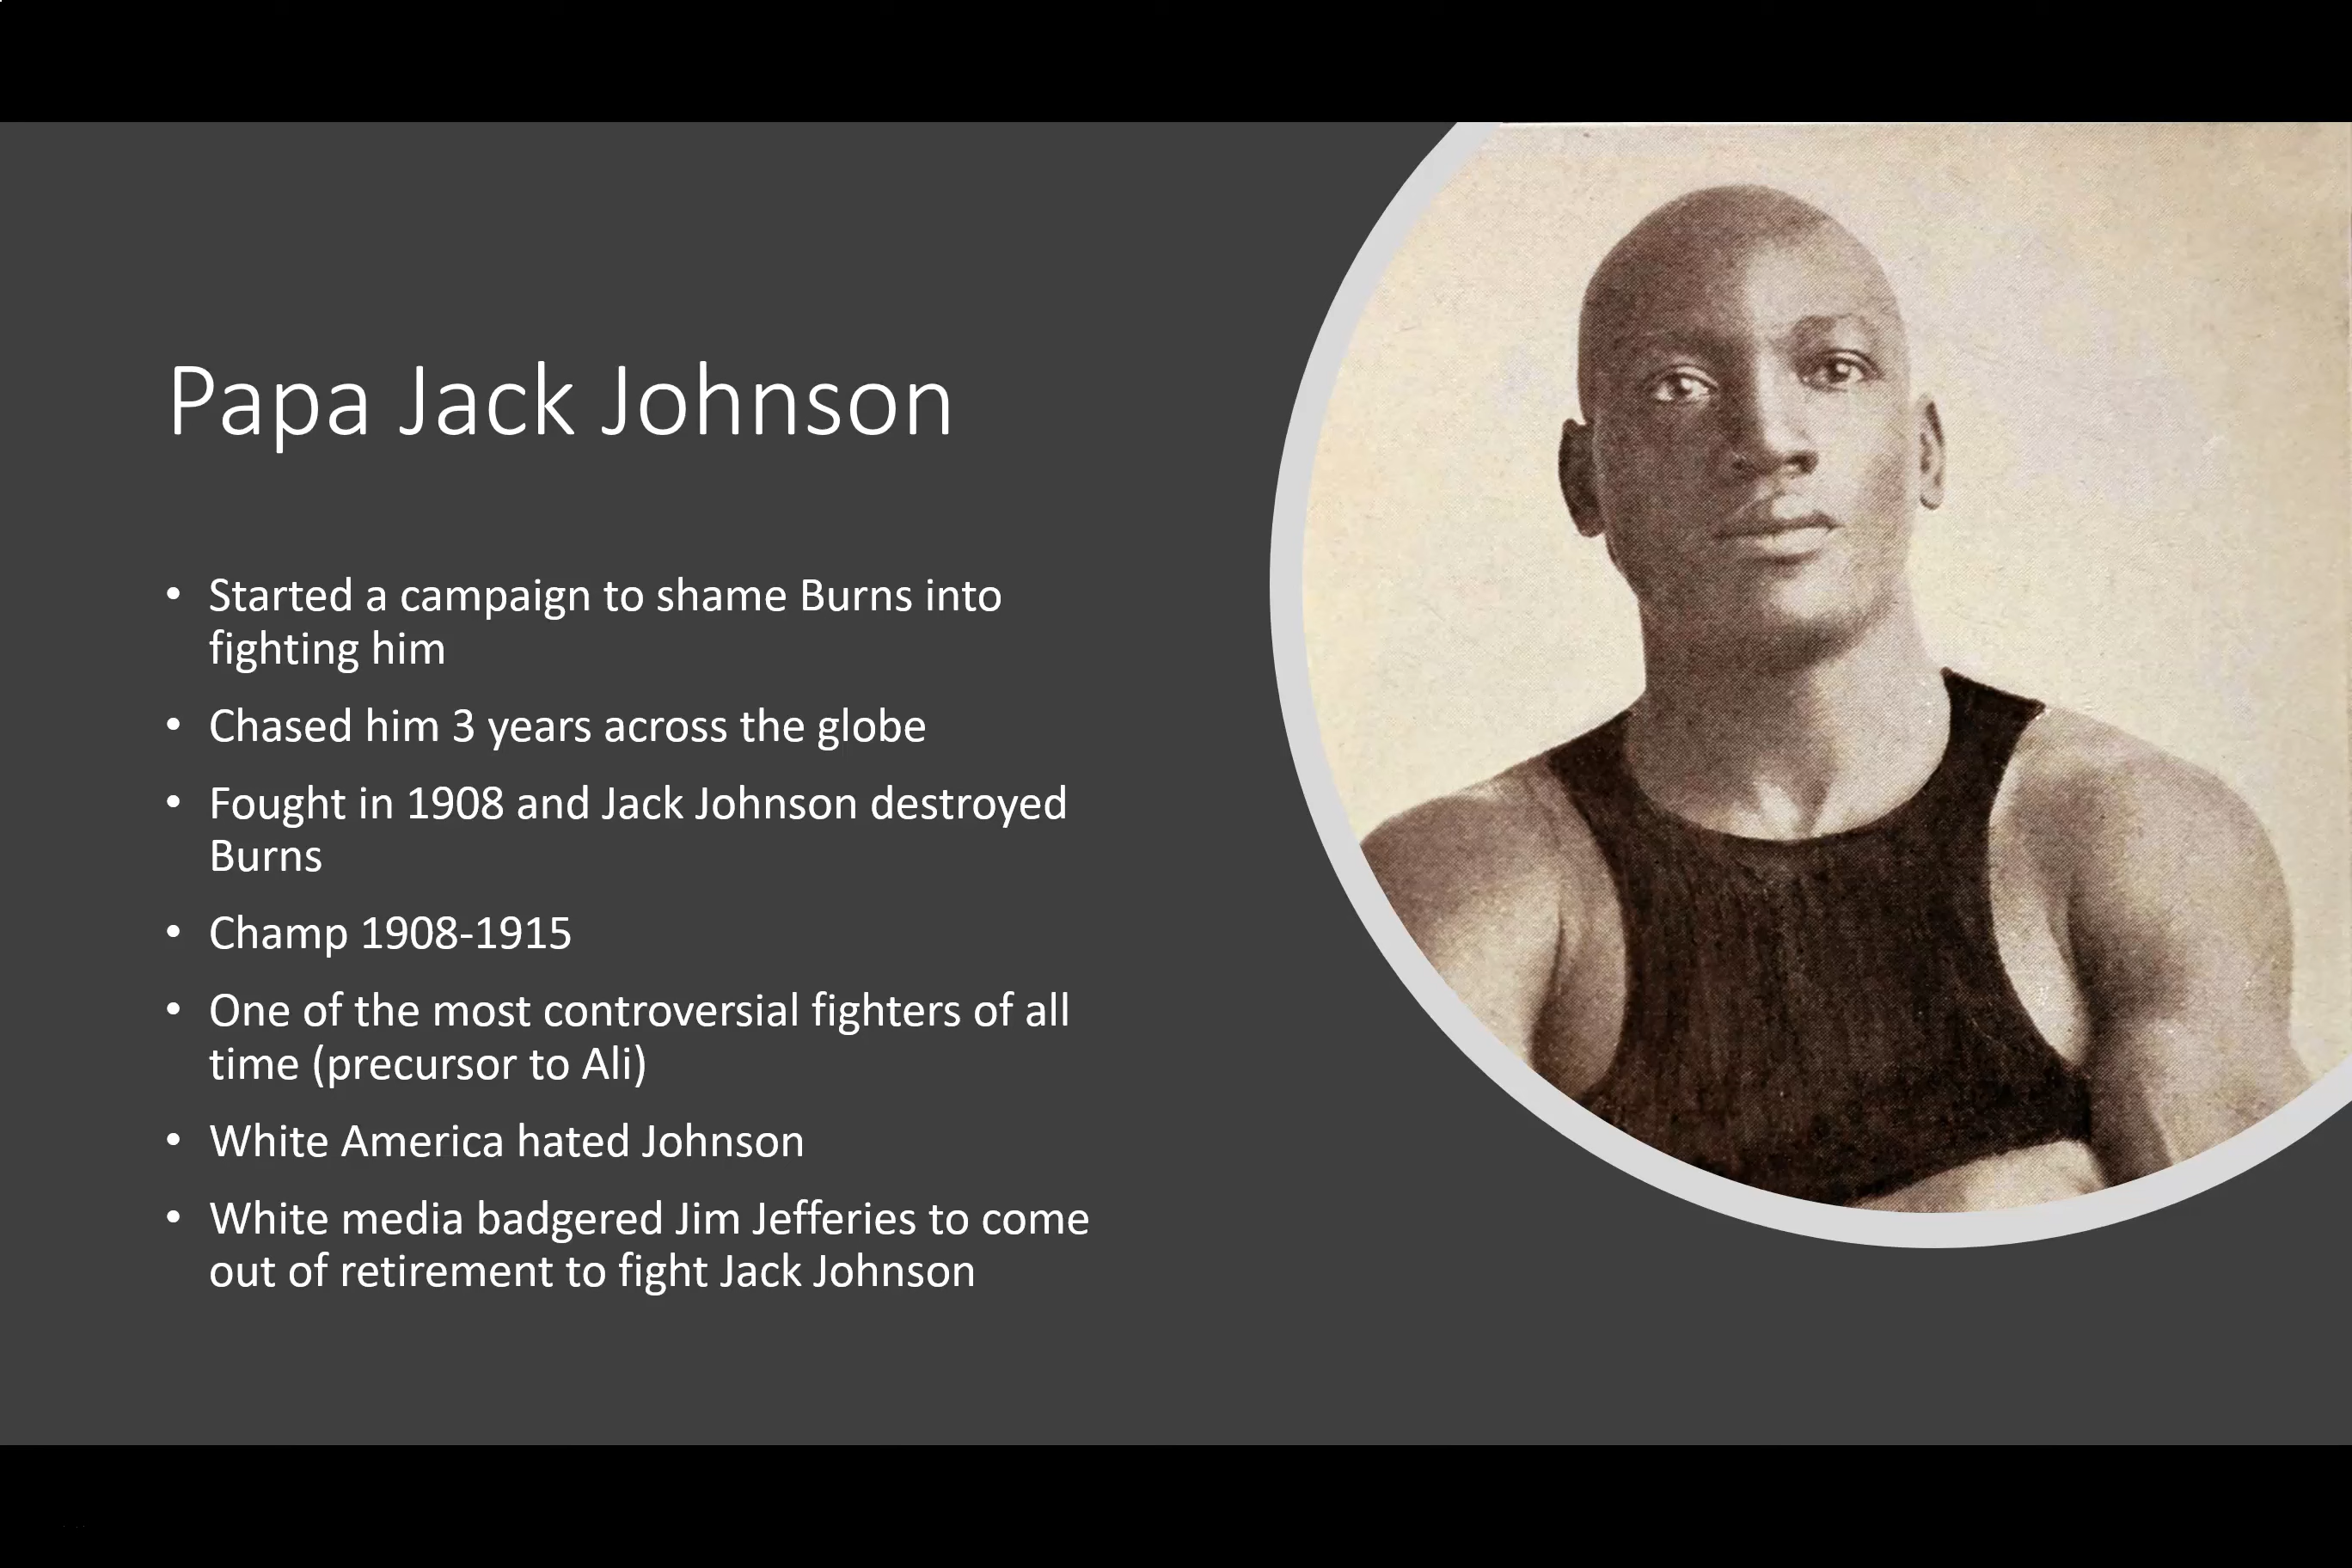 Papa Jack Johnson
• Started a campaign to shame Burns into
fighting him
• Chased him 3 years across the globe
• Fought in 1908 and Jack Johnson destroyed
Burns
• Champ 1908-1915
• One of the most controversial fighters of all
time (precursor to Ali)
• White America hated Johnson
• White media badgered Jim Jefferies to come
out of retirement to fight Jack Johnson